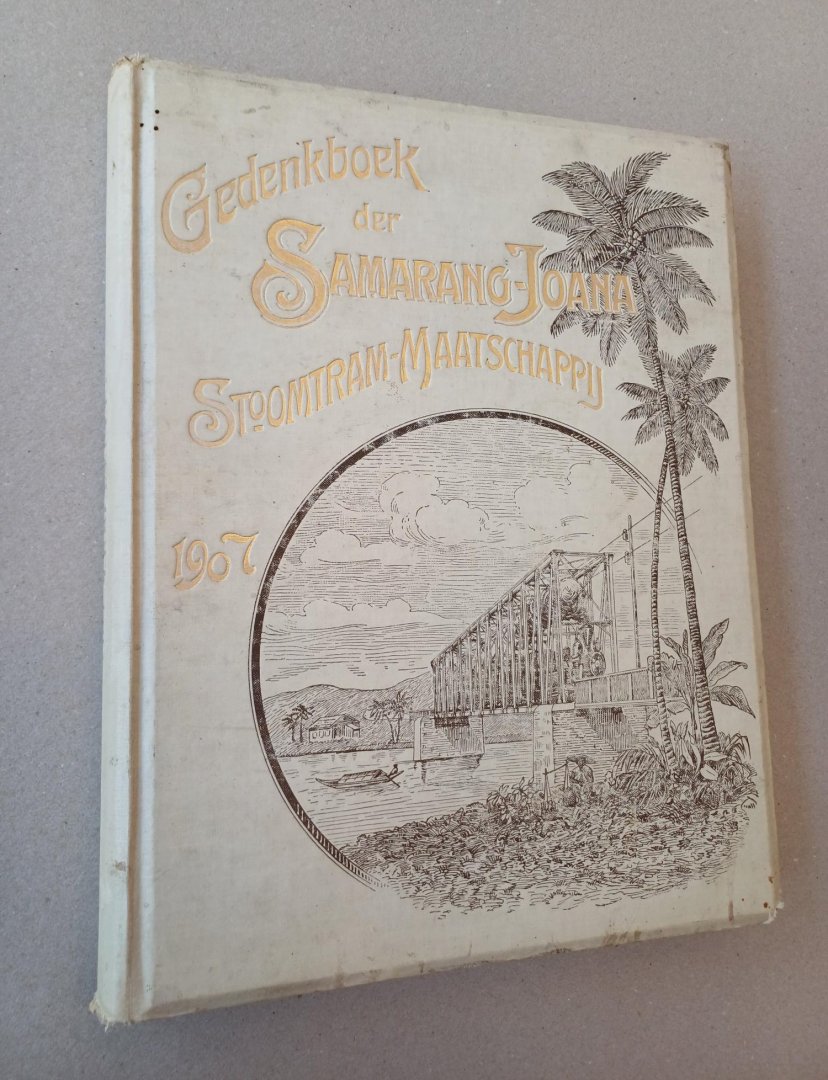 Gedenkboek
der
SAMARANG-JOANA
STOOMTRAM-MAATSCHAPPIJ
1907